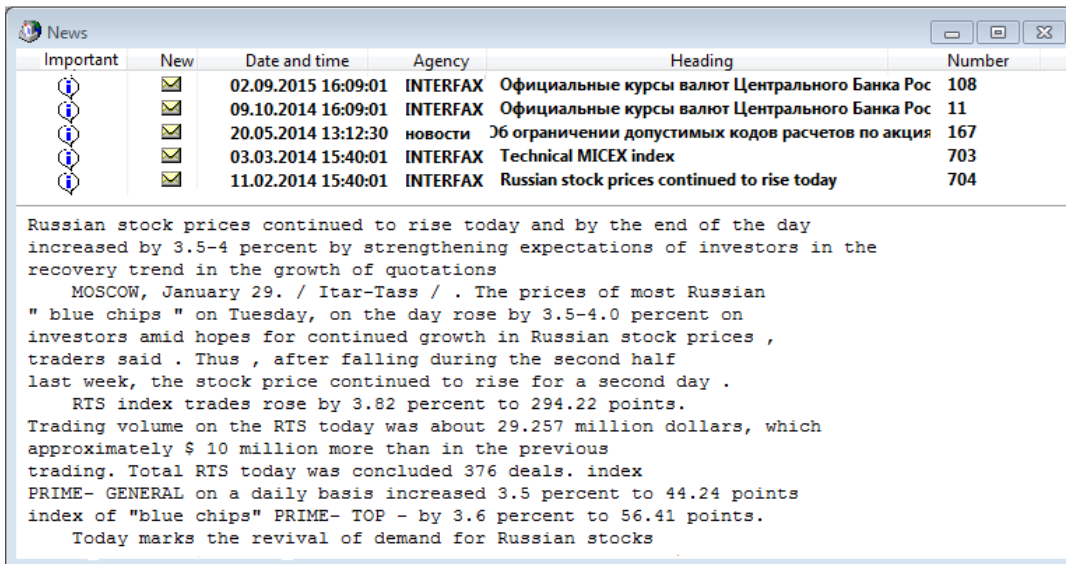 News
Important New Date and time Agency Heading Number
02.09.2015 16:09:01 INTERFAX Официальные курсы валют Центрального Банка Рос 108
09.10.2014 16:09:01 INTERFAX Официальные курсы валют Центрального Банка Рос 11
20.05.2014 13:12:30 новости Об ограничении допустимых кодов расчетов по акция 167
03.03.2014 15:40:01 INTERFAX Technical MICEX index 703
11.02.2014 15:40:01 INTERFAX Russian stock prices continued to rise today 704
Russian stock prices continued to rise today and by the end of the day
increased by 3.5-4 percent by strengthening expectations of investors in the
recovery trend in the growth of quotations
MOSCOW, January 29. / Itar-Tass / . The prices of most Russian
" blue chips " on Tuesday, on the day rose by 3.5-4.0 percent on
investors amid hopes for continued growth in Russian stock prices ,
traders said . Thus , after falling during the second half
last week, the stock price continued to rise for a second day .
RTS index trades rose by 3.82 percent to 294.22 points.
Trading volume on the RTS today was about 29.257 million dollars, which
approximately $ 10 million more than in the previous
trading. Total RTS today was concluded 376 deals. index
PRIME- GENERAL on a daily basis increased 3.5 percent to 44.24 points
index of "blue chips" PRIME- TOP - by 3.6 percent to 56.41 points.
Today marks the revival of demand for Russian stocks